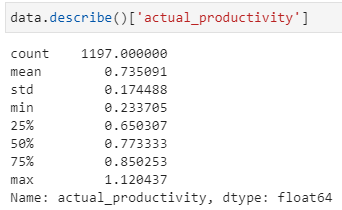 data.describe()['actual_productivity']
count    1197.000000
mean        0.735091
std         0.174488
min         0.233705
25%         0.650307
50%         0.773333
75%         0.850253
max         1.120437
Name: actual_productivity, dtype: float64